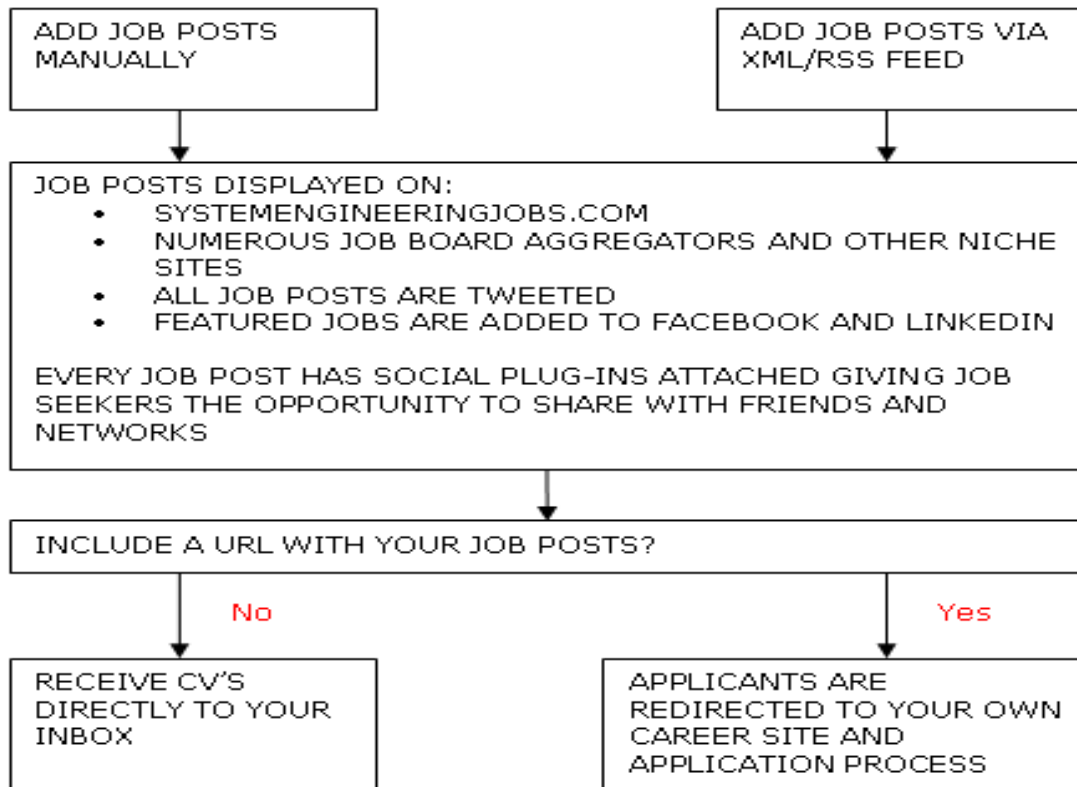 ADD JOB POSTS
MANUALLY
ADD JOB POSTS VIA
XML/RSS FEED
JOB POSTS DISPLAYED ON:
• SYSTEMENGINEERINGJOBS.COM
• NUMEROUS JOB BOARD AGGREGATORS AND OTHER NICHE
SITES
• ALL JOB POSTS ARE TWEETED
• FEATURED JOBS ARE ADDED TO FACEBOOK AND LINKEDIN
EVERY JOB POST HAS SOCIAL PLUG-INS ATTACHED GIVING JOB
SEEKERS THE OPPORTUNITY TO SHARE WITH FRIENDS AND
NETWORKS
INCLUDE A URL WITH YOUR JOB POSTS?
No
Yes
RECEIVE CV'S
DIRECTLY TO YOUR
INBOX
APPLICANTS ARE
REDIRECTED TO YOUR OWN
CAREER SITE AND
APPLICATION PROCESS